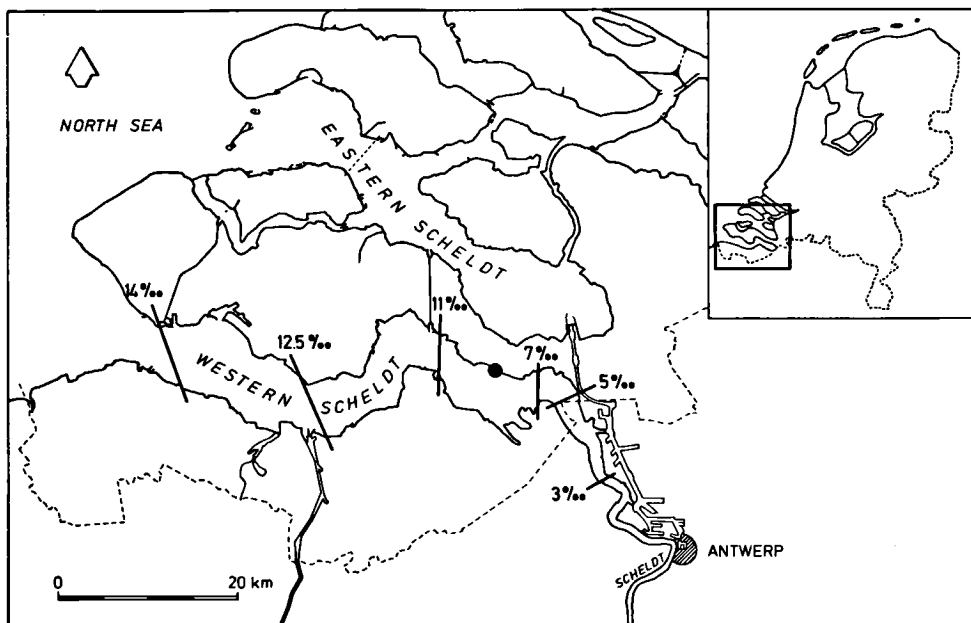 NORTH SEA
EASTERN SCHELDT
14‰
12.5‰
11‰
7‰
5‰
WESTERN SCHELDT
3‰
ANTWERP
SCHELDT
0 20 km